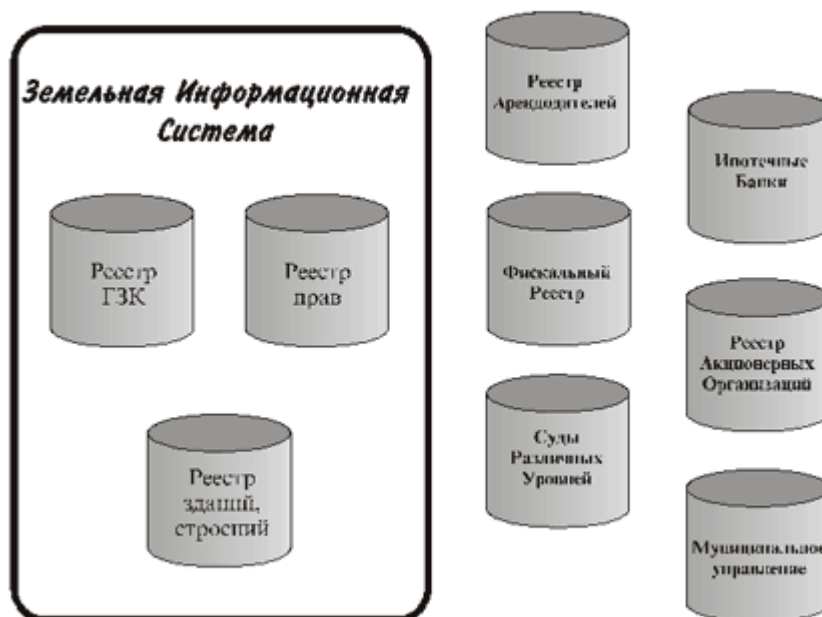 Земельная Информационная
Система
Реестр
ГЗК
Реестр
прав
Реестр
зданий,
строений
Реестр
Арендодателей
Фискальный
Реестр
Суды
Различных
Уровней
Ипотечные
Банки
Реестр
Акционерных
Организаций
Муниципальное
управление